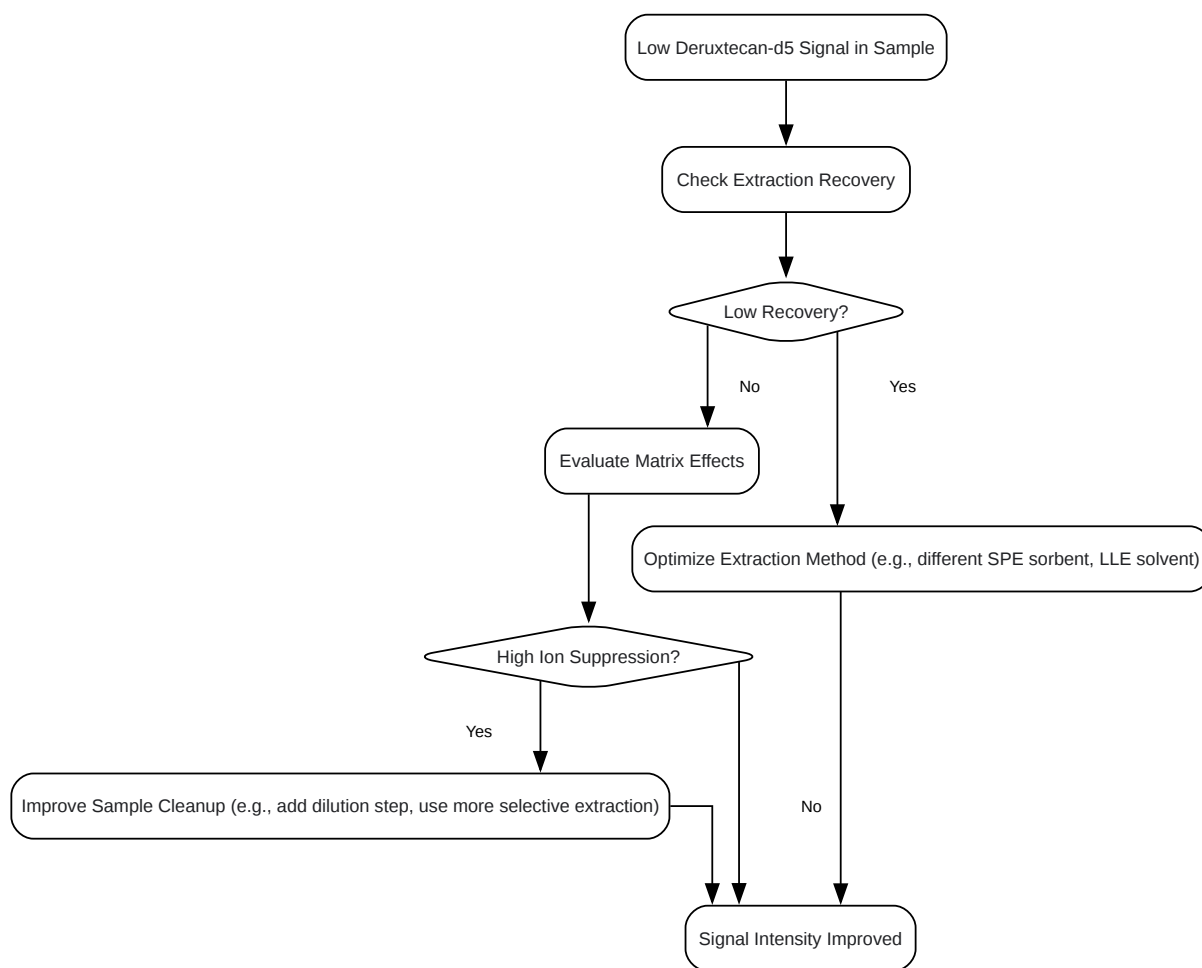 Low Deruxtecan-d5 Signal in Sample
Check Extraction Recovery
Low Recovery?
No
Yes
Evaluate Matrix Effects
Optimize Extraction Method (e.g., different SPE sorbent, LLE solvent)
High Ion Suppression?
Yes
Improve Sample Cleanup (e.g., add dilution step, use more selective extraction)
No
Signal Intensity Improved